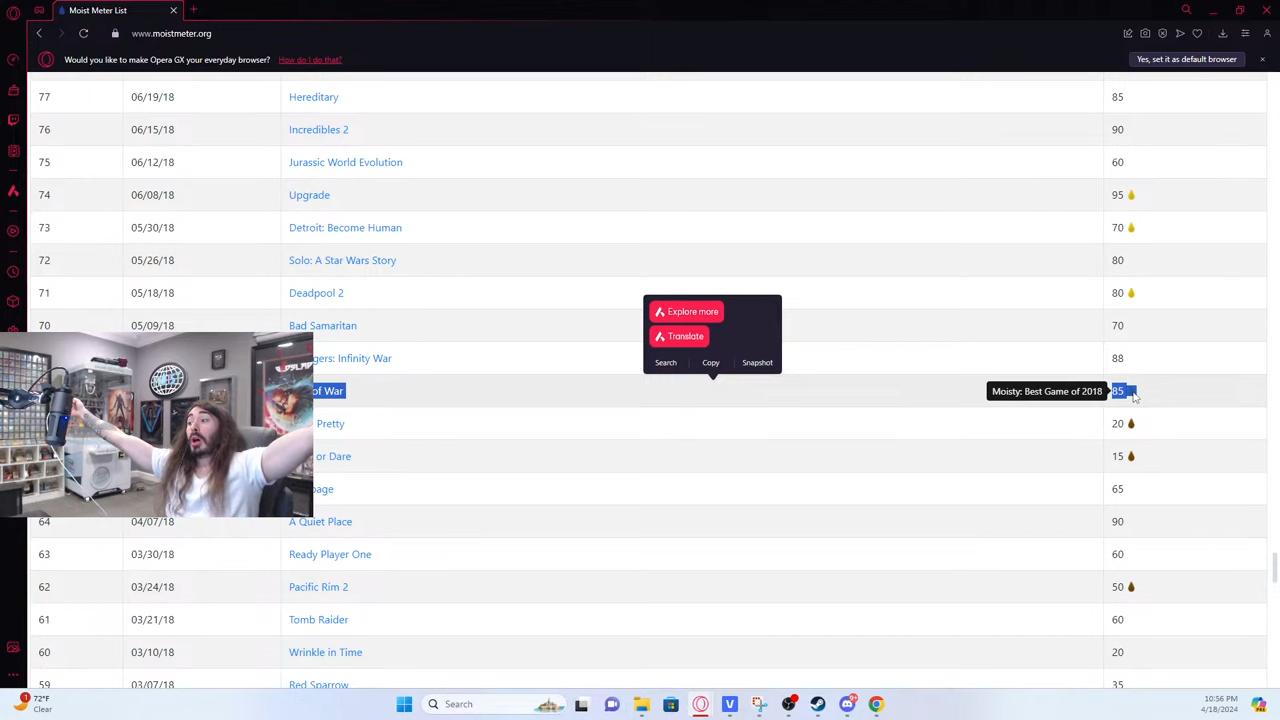 Moist Meter List
www.moistmeter.org
Would you like to make Opera GX your everyday browser? How do I do that? Yes, set it as default browser
77 06/19/18 Hereditary 85
76 06/15/18 Incredibles 2 90
75 06/12/18 Jurassic World Evolution 60
74 06/08/18 Upgrade 95
73 05/30/18 Detroit: Become Human 70
72 05/26/18 Solo: A Star Wars Story 80
71 05/18/18 Deadpool 2 80
Explore more
70 05/09/18 Bad Samaritan 70
Translate
gers: Infinity War 88
Search Copy Snapshot
of War Moisty: Best Game of 2018 85
Pretty 20
or Dare 15
page 65
64 04/07/18 A Quiet Place 90
63 03/30/18 Ready Player One 60
62 03/24/18 Pacific Rim 2 50
61 03/21/18 Tomb Raider 60
60 03/10/18 Wrinkle in Time 20
59 03/07/18 Red Sparrow 35
1 72°F
Clear
Search
9+
10:56 PM
4/18/2024